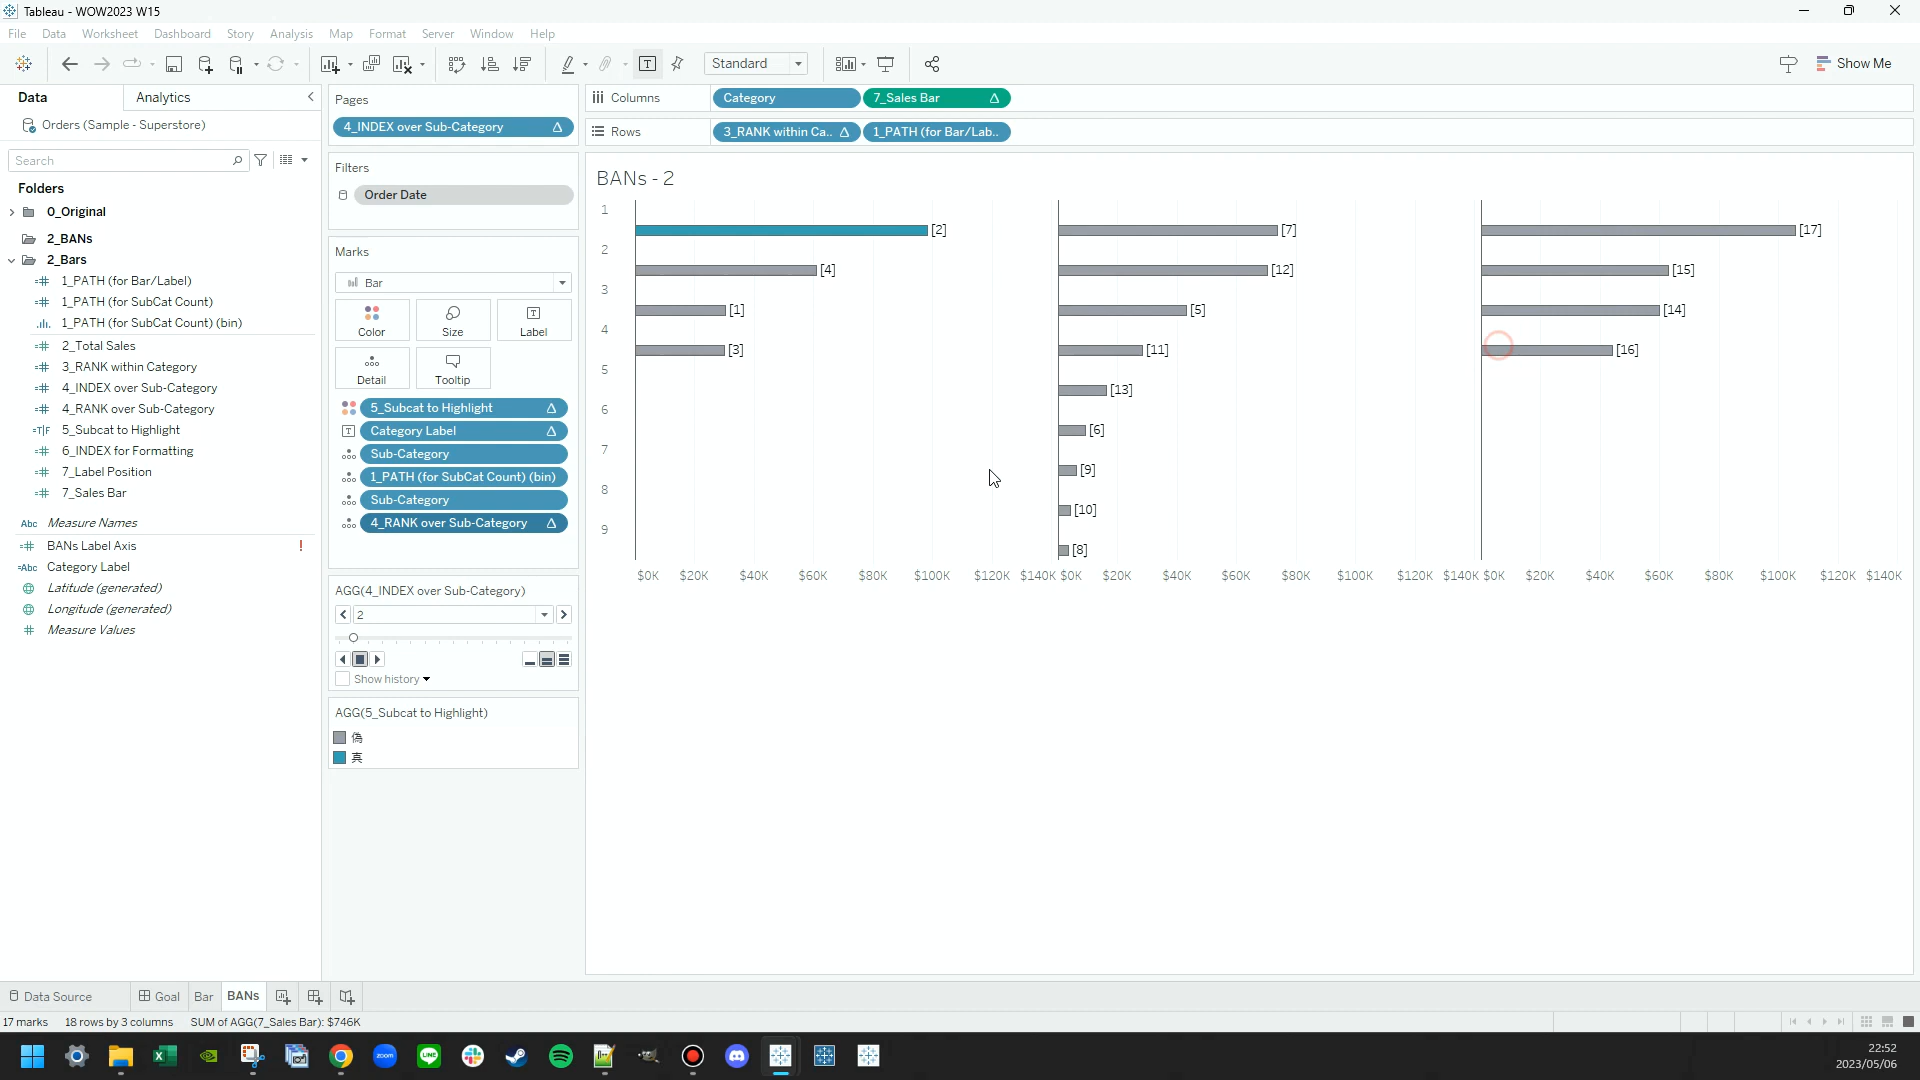 Tableau - WOW2023 W15
File Data Worksheet Dashboard Story Analysis Map Format Server Window Help
Standard
Show Me
Data
Analytics
Orders (Sample - Superstore)
Search
Folders
0_Original
2_BANs
2_Bars
1_PATH (for Bar/Label)
1_PATH (for SubCat Count)
1_PATH (for SubCat Count) (bin)
2_Total Sales
3_RANK within Category
4_INDEX over Sub-Category
4_RANK over Sub-Category
=T|F 5_Subcat to Highlight
6_INDEX for Formatting
7_Label Position
7_Sales Bar
Abc Measure Names
BANs Label Axis !
=Abc Category Label
Latitude (generated)
Longitude (generated)
Measure Values
Pages
4_INDEX over Sub-Category
Filters
Order Date
Marks
Bar
Color Size Label
Detail Tooltip
5_Subcat to Highlight
Category Label
Sub-Category
1_PATH (for SubCat Count) (bin)
Sub-Category
4_RANK over Sub-Category
AGG(4_INDEX over Sub-Category)
2
Show history
AGG(5_Subcat to Highlight)
偽
真
Columns Category 7_Sales Bar
Rows 3_RANK within Ca.. 1_PATH (for Bar/Lab..
BANs - 2
1
[2] [7] [17]
2
[4] [12] [15]
3
[1] [5] [14]
4
[3] [11] [16]
5
[13]
6
[6]
7
[9]
8
[10]
9
[8]
$0K $20K $40K $60K $80K $100K $120K $140K $0K $20K $40K $60K $80K $100K $120K $140K $0K $20K $40K $60K $80K $100K $120K $140K
Data Source Goal Bar BANs
17 marks 18 rows by 3 columns SUM of AGG(7_Sales Bar): $746K
zoom
LINE
22:52
2023/05/06